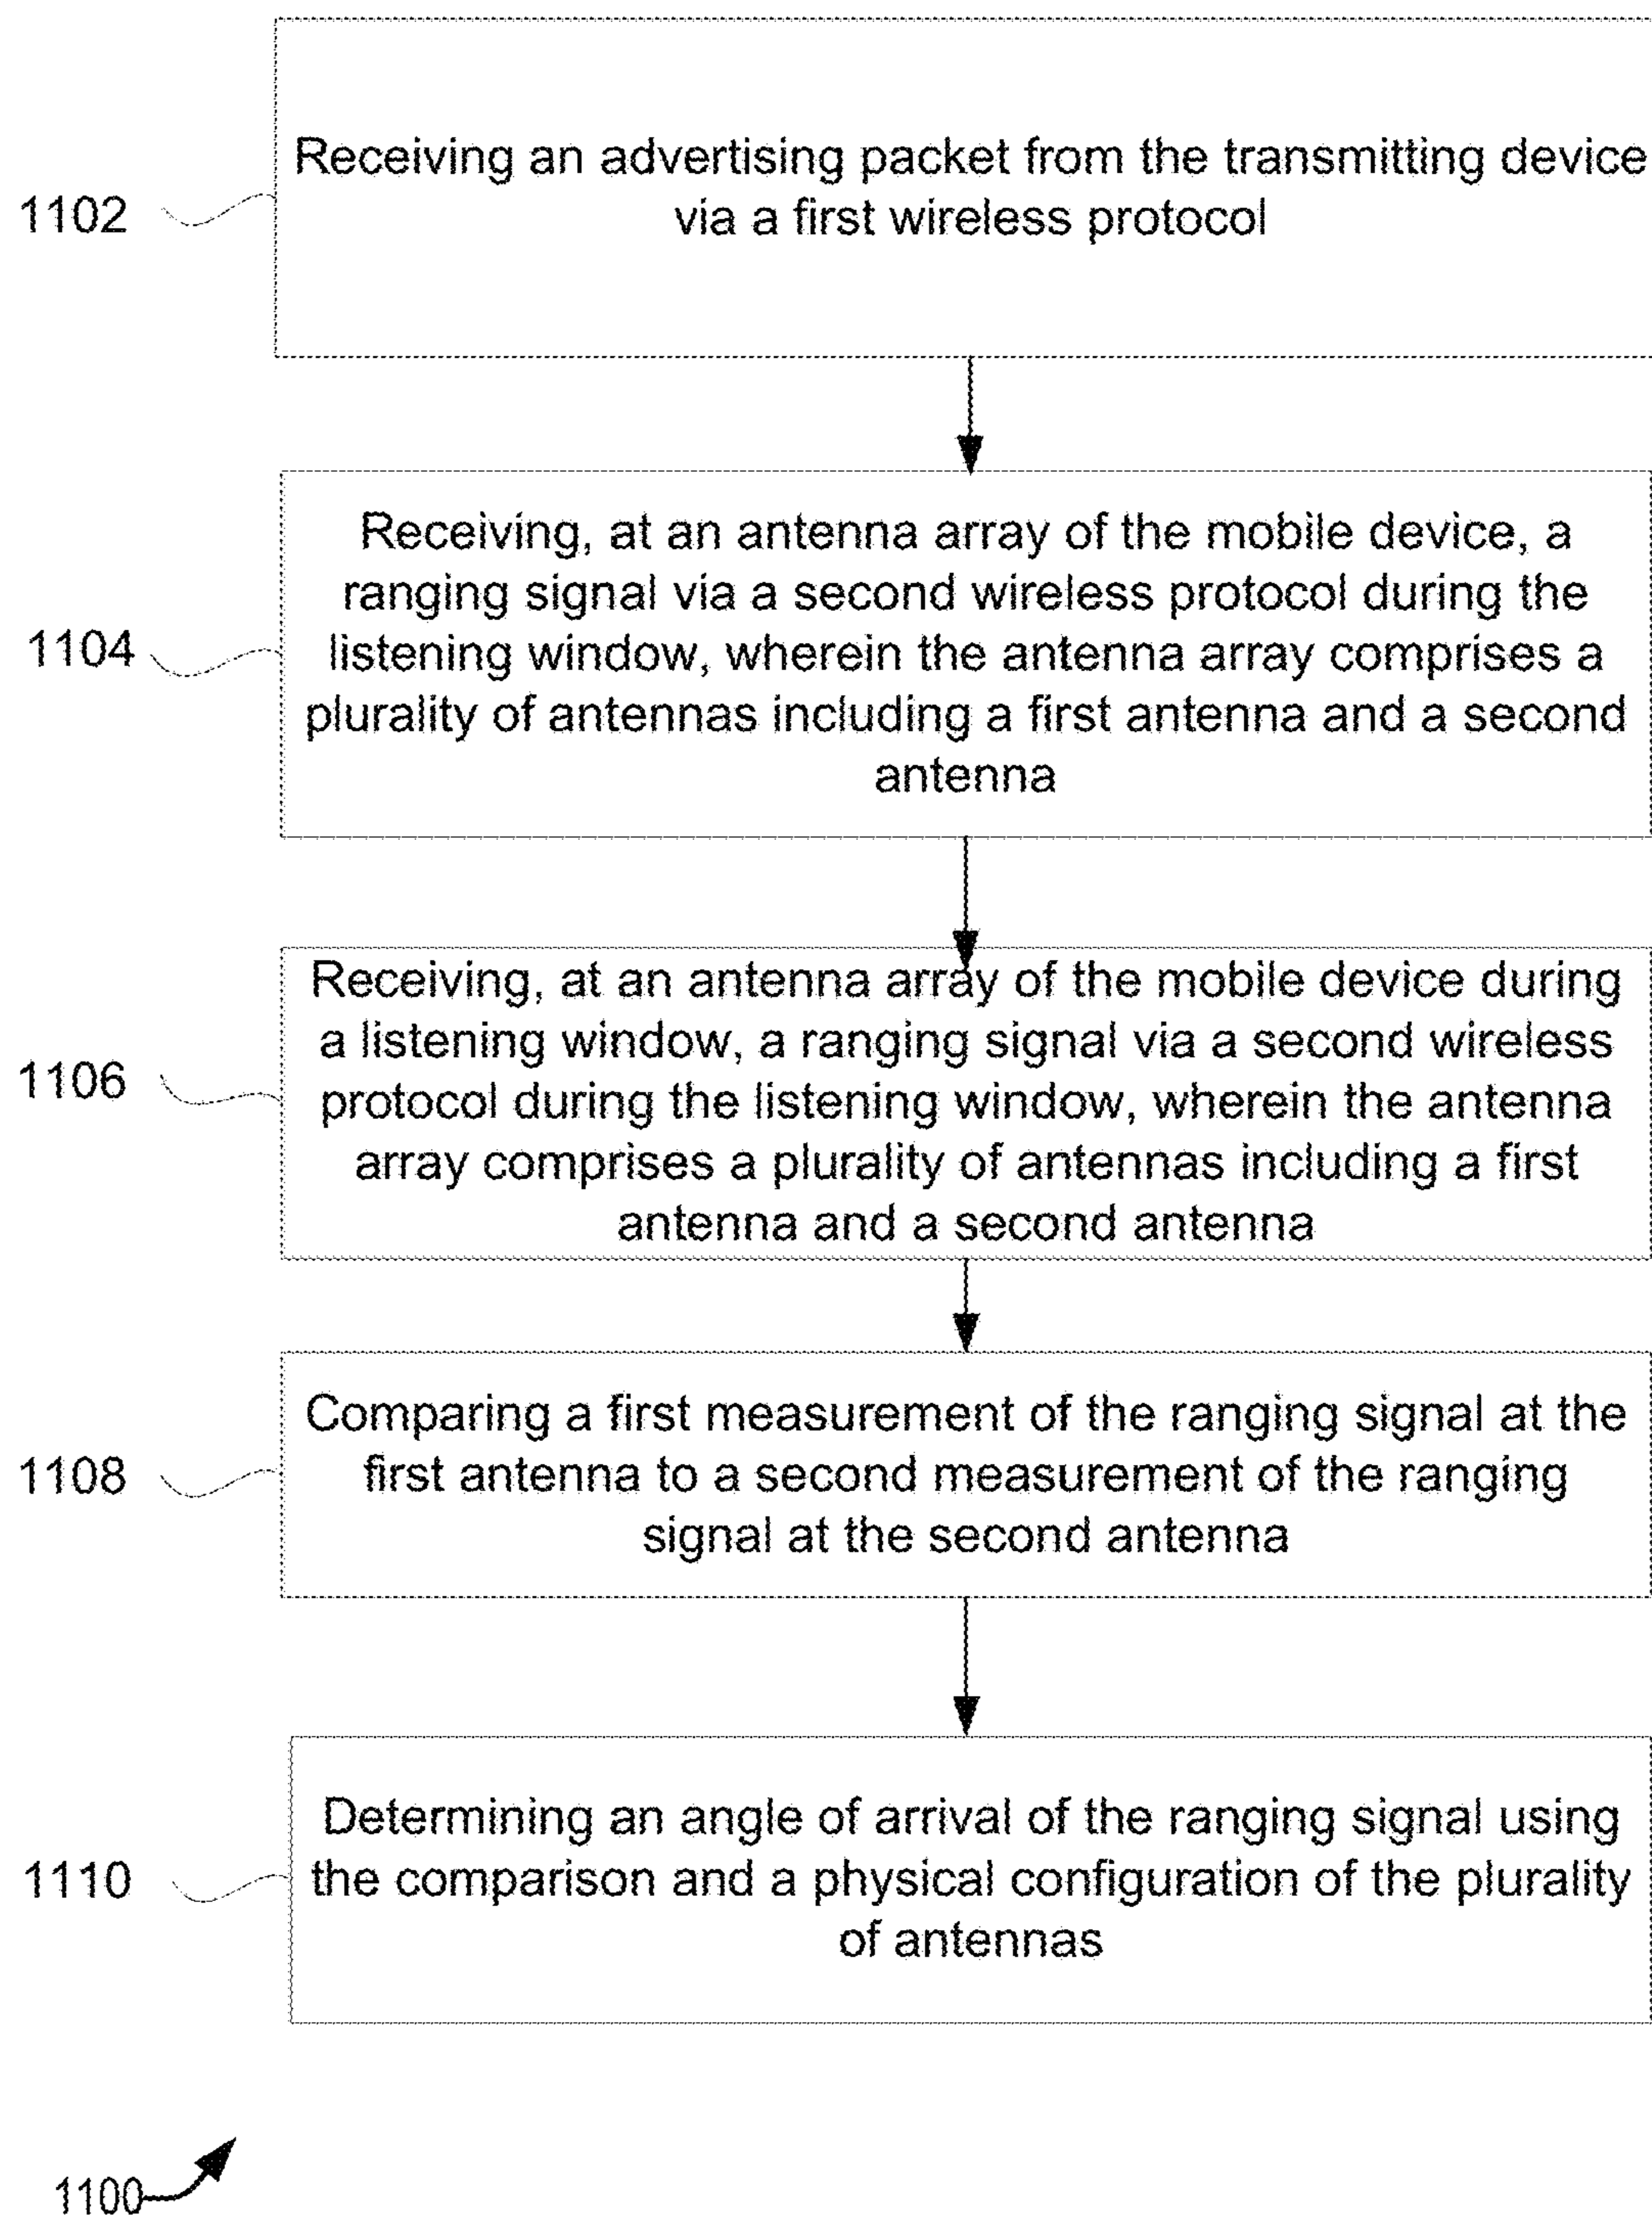 Receiving an advertising packet from the transmitting device
via a first wireless protocol
1102
Receiving, at an antenna array of the mobile device, a
ranging signal via a second wireless protocol during the
listening window, wherein the antenna array comprises a
plurality of antennas including a first antenna and a second
antenna
1104
Receiving, at an antenna array of the mobile device during
a listening window, a ranging signal via a second wireless
protocol during the listening window, wherein the antenna
array comprises a plurality of antennas including a first
antenna and a second antenna
1106
Comparing a first measurement of the ranging signal at the
first antenna to a second measurement of the ranging
signal at the second antenna
1108
Determining an angle of arrival of the ranging signal using
the comparison and a physical configuration of the plurality
of antennas
1110
1100